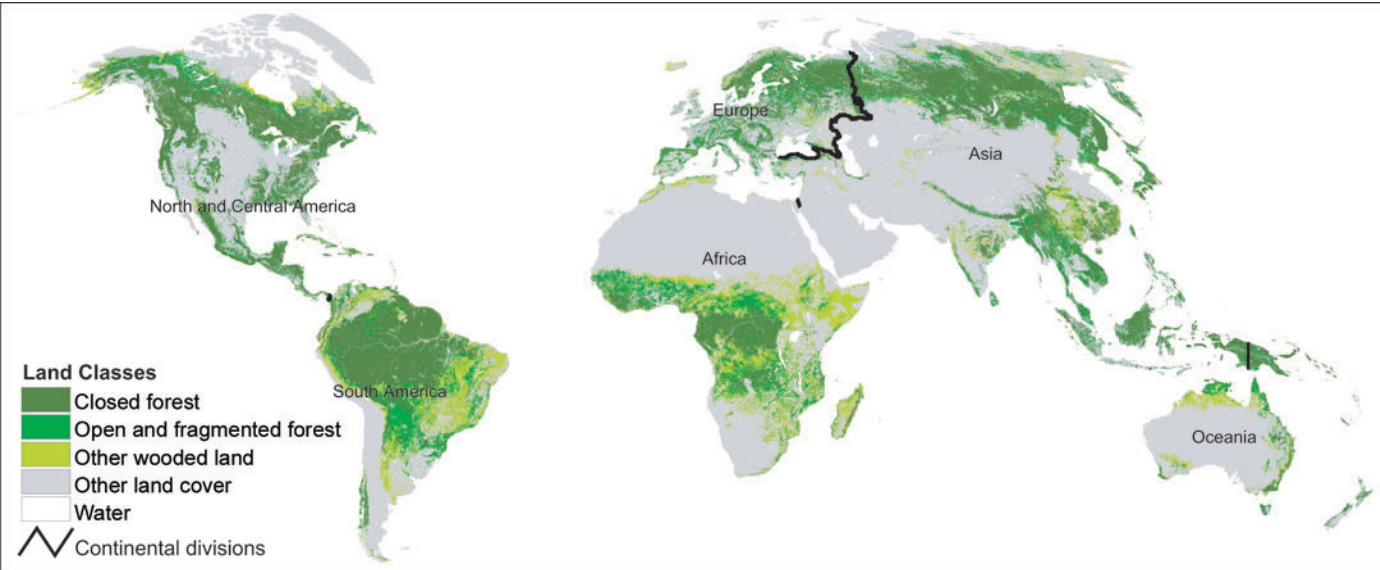 Europe
Asia
North and Central America
Africa
South America
Oceania
Land Classes
Closed forest
Open and fragmented forest
Other wooded land
Other land cover
Water
Continental divisions